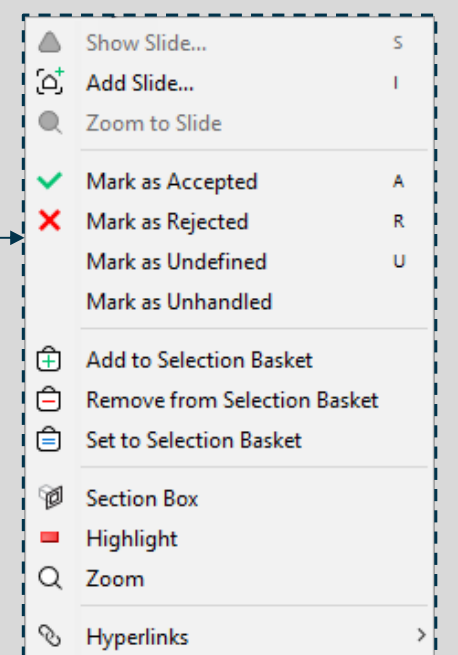 Show Slide... S
Add Slide... I
Zoom to Slide
Mark as Accepted A
Mark as Rejected R
Mark as Undefined U
Mark as Unhandled
Add to Selection Basket
Remove from Selection Basket
Set to Selection Basket
Section Box
Highlight
Zoom
Hyperlinks